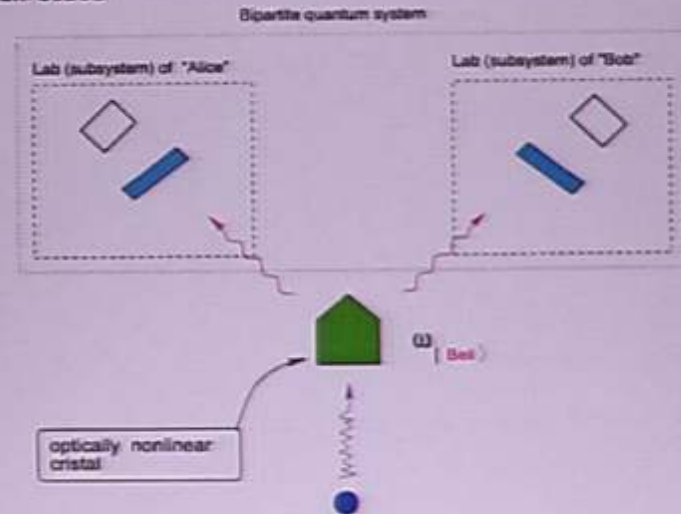 Bipartite quantum system
Lab (subsystem) of "Alice"
Lab (subsystem) of "Bob"
ω| Bell ⟩
optically nonlinear
cristal